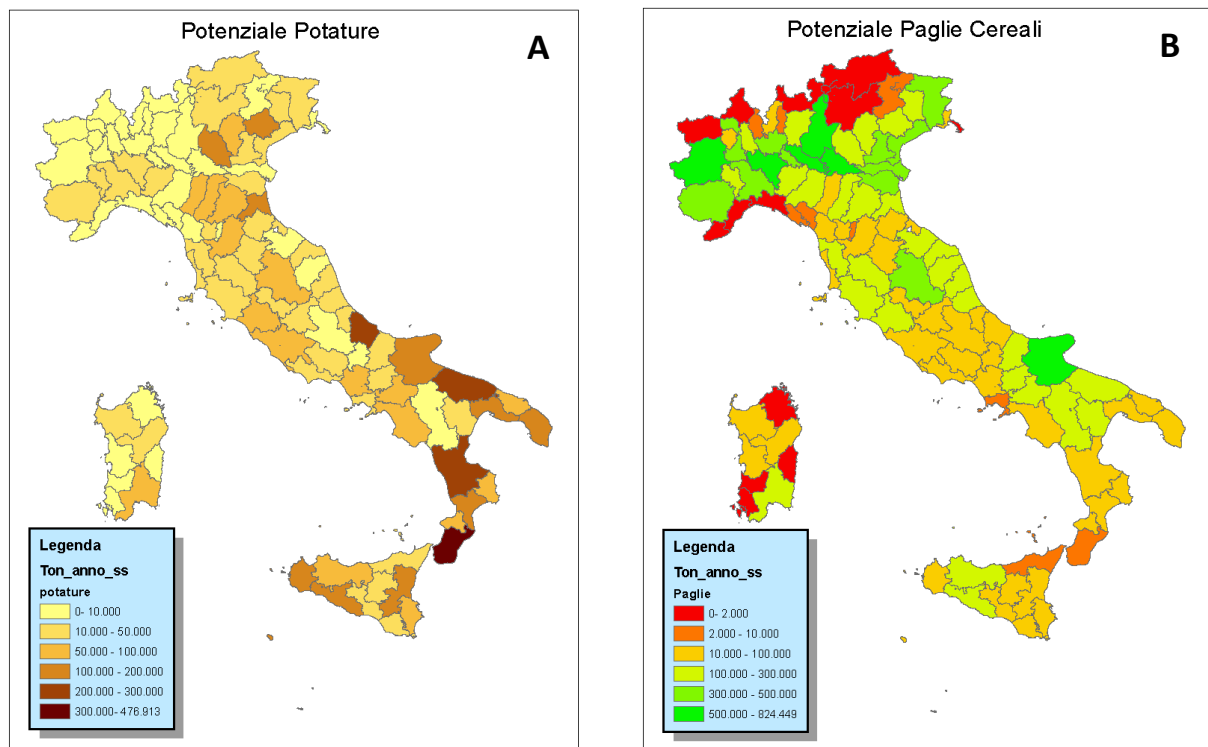 Potenziale Potature
A
Legenda
Ton_anno_ss
potature
0- 10.000
10.000 - 50.000
50.000 - 100.000
100.000 - 200.000
200.000 - 300.000
300.000- 476.913
Potenziale Paglie Cereali
B
Legenda
Ton_anno_ss
Paglie
0- 2.000
2.000 - 10.000
10.000 - 100.000
100.000 - 300.000
300.000 - 500.000
500.000 - 824.449